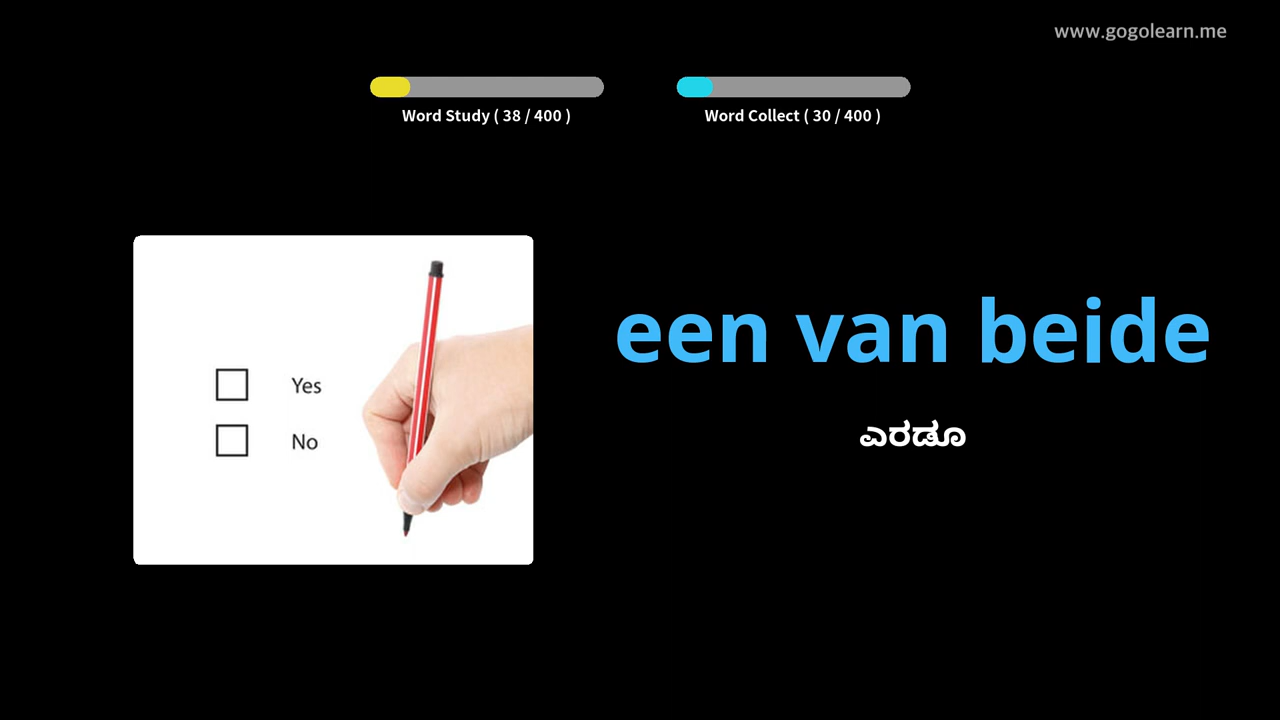 www.gogolearn.me
Word Study ( 38 / 400 )
Word Collect ( 30 / 400 )
Yes
No
een van beide
ಎರಡೂ